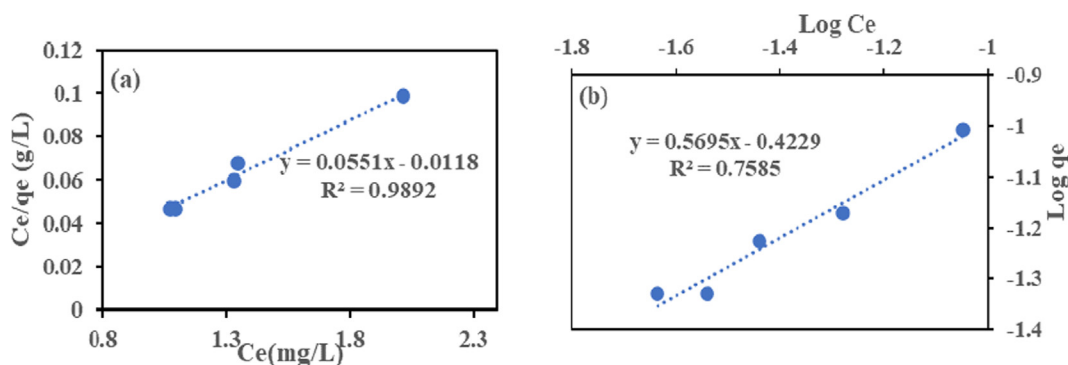 (a)
Ce/qe (g/L)
0.12
0.1
0.08
0.06
0.04
0.02
0
y = 0.0551x - 0.0118
R² = 0.9892
0.8 1.3 1.8 2.3
Ce(mg/L)
Log Ce
-1.8 -1.6 -1.4 -1.2 -1
(b)
y = 0.5695x - 0.4229
R² = 0.7585
-0.9
-1
-1.1
-1.2
-1.3
-1.4
Log qe